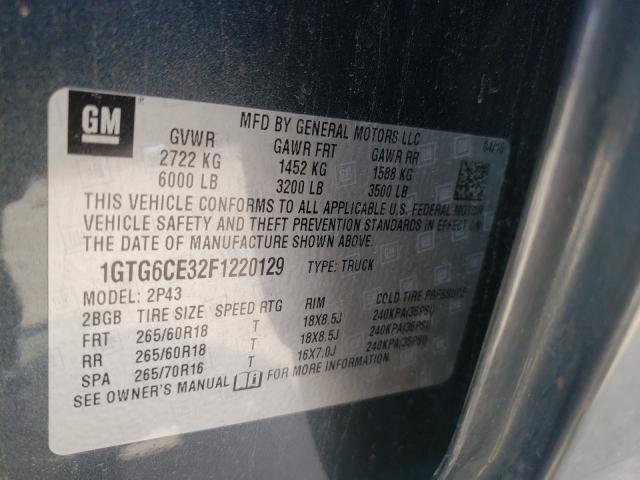 GM
MFD BY GENERAL MOTORS LLC
GVWR GAWR FRT GAWR RR
2722 KG 1452 KG 1588 KG
6000 LB 3200 LB 3500 LB
THIS VEHICLE CONFORMS TO ALL APPLICABLE U.S. FEDERAL MOTOR
VEHICLE SAFETY AND THEFT PREVENTION STANDARDS IN EFFECT ON
THE DATE OF MANUFACTURE SHOWN ABOVE.
1GTG6CE32F1220129 TYPE: TRUCK
MODEL: 2P43
2BGB TIRE SIZE SPEED RTG RIM COLD TIRE PRESSURE
FRT 265/60R18 T 18X8.5J 240KPA(35PSI)
RR 265/60R18 T 18X8.5J 240KPA(35PSI)
SPA 265/70R16 T 16X7.0J 240KPA(35PSI)
SEE OWNER'S MANUAL FOR MORE INFORMATION.